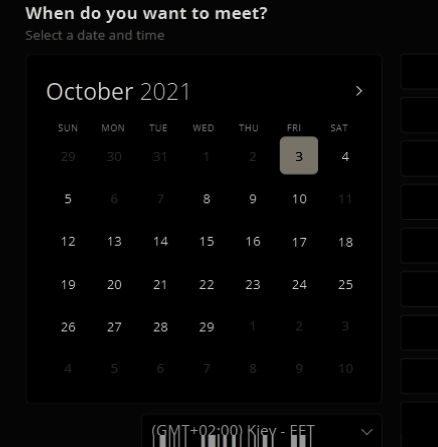 When do you want to meet?
Select a date and time
October 2021
SUN MON TUE WED THU FRI SAT
29 30 31 1 2 3 4
5 6 7 8 9 10 11
12 13 14 15 16 17 18
19 20 21 22 23 24 25
26 27 28 29 1 2 3
4 5 6 7 8 9 10
(GMT+02:00) Kiev - EET